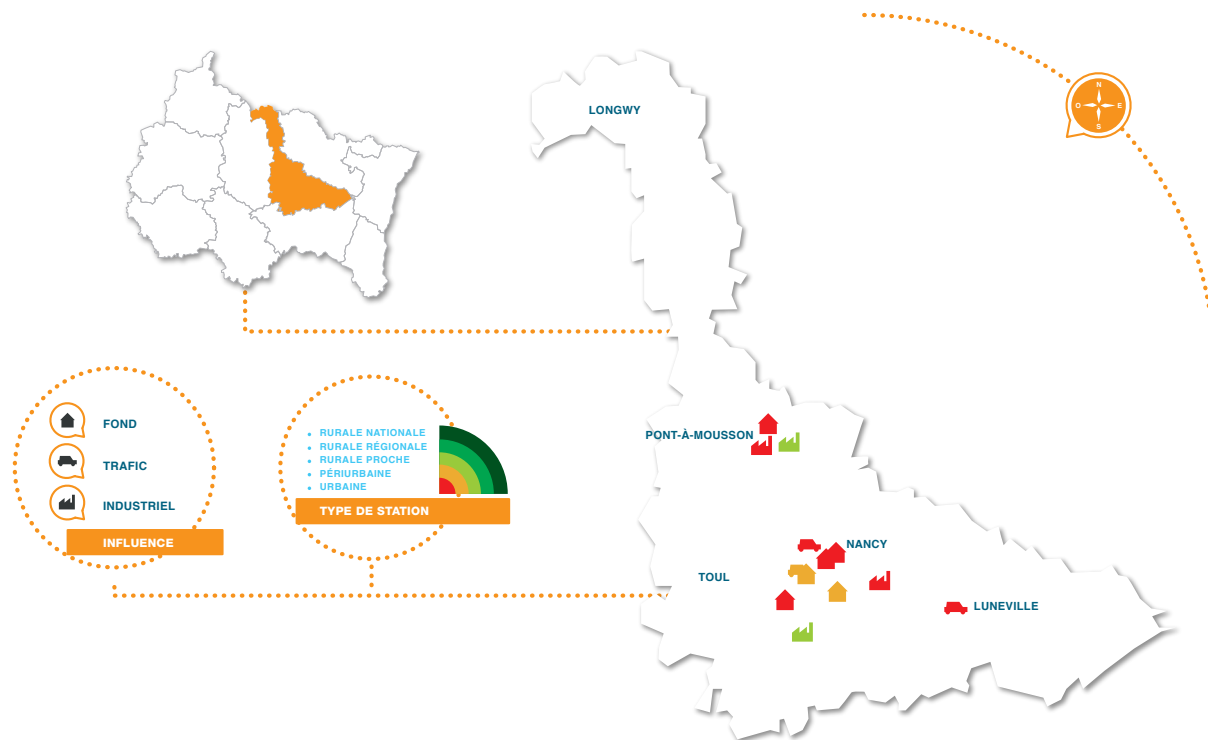 LONGWY
N
O E
S
FOND
TRAFIC
INDUSTRIEL
INFLUENCE
• RURALE NATIONALE
• RURALE RÉGIONALE
• RURALE PROCHE
• PÉRIURBAINE
• URBAINE
TYPE DE STATION
PONT-À-MOUSSON
NANCY
TOUL
LUNEVILLE